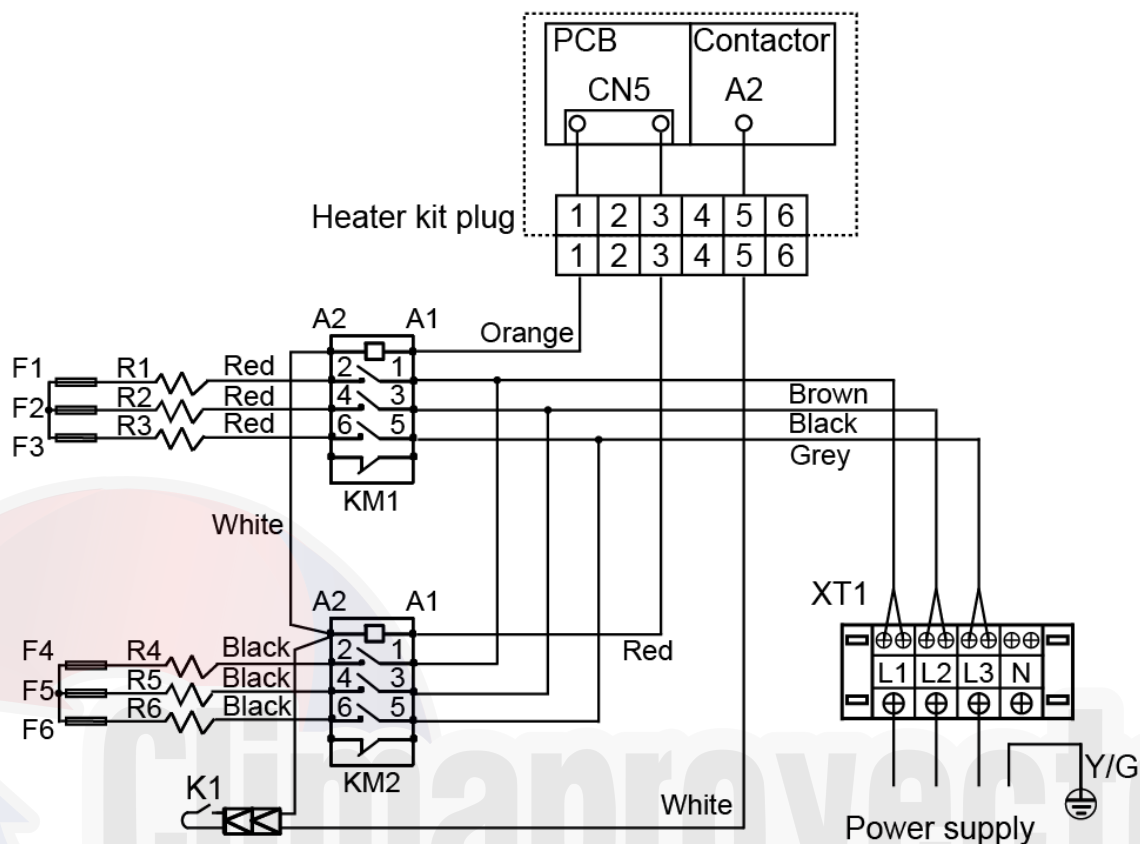 PCB Contactor
CN5 A2
Heater kit plug
1 2 3 4 5 6
1 2 3 4 5 6
A2 A1
Orange
F1 R1 Red 2 1
F2 R2 Red 4 3 Brown
F3 R3 Red 6 5 Black
Grey
KM1
White
XT1
A2 A1
F4 R4 Black 2 1 Red
F5 R5 Black 4 3 L1 L2 L3 N
F6 R6 Black 6 5
KM2
K1 White
Y/G
Power supply
Climaproyecto